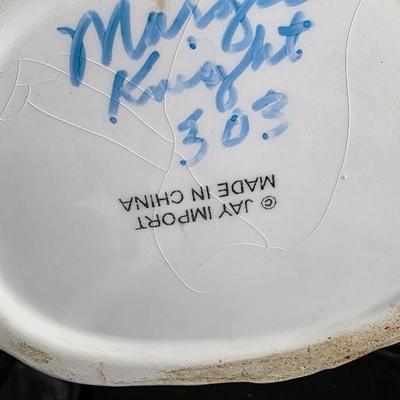 Margie
Knight.
303
© JAY IMPORT
MADE IN CHINA